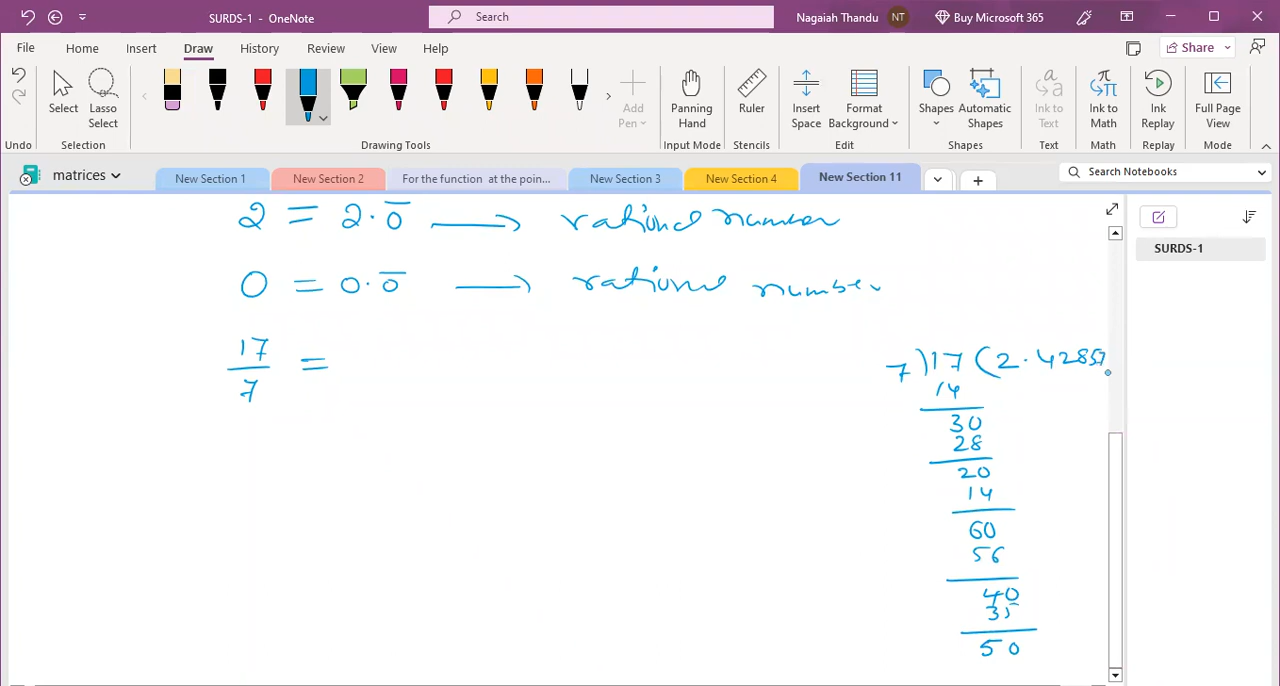 SURDS-1 - OneNote
Search
Nagaiah Thandu NT
Buy Microsoft 365
File Home Insert Draw History Review View Help
Share
Select Lasso Select
Add Pen
Panning Hand
Ruler
Insert Space
Format Background
Shapes
Automatic Shapes
Ink to Text
Ink to Math
Ink Replay
Full Page View
Undo Selection Drawing Tools Input Mode Stencils Edit Shapes Text Math Replay Mode
matrices
New Section 1 New Section 2 For the function at the poin... New Section 3 New Section 4 New Section 11
Search Notebooks
SURDS-1
2 = 2.0̅ ⟶ rational number
0 = 0.0̅ ⟶ rational number
17/7 =
7 ) 17 ( 2.42857
14
30
28
20
14
60
56
40
35
50